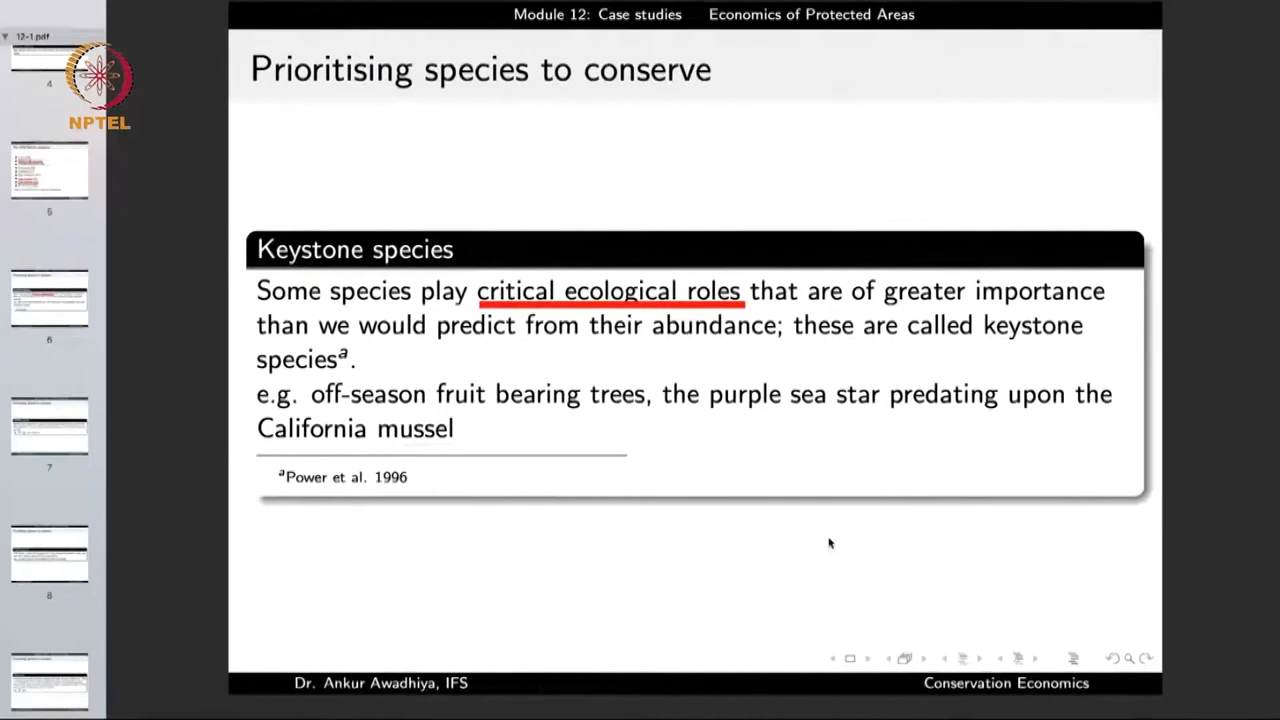 Module 12: Case studies Economics of Protected Areas
12-1.pdf
NPTEL
Prioritising species to conserve
4
5
6
7
8
Keystone species
Some species play critical ecological roles that are of greater importance
than we would predict from their abundance; these are called keystone
speciesᵃ.
e.g. off-season fruit bearing trees, the purple sea star predating upon the
California mussel
ᵃPower et al. 1996
Dr. Ankur Awadhiya, IFS Conservation Economics